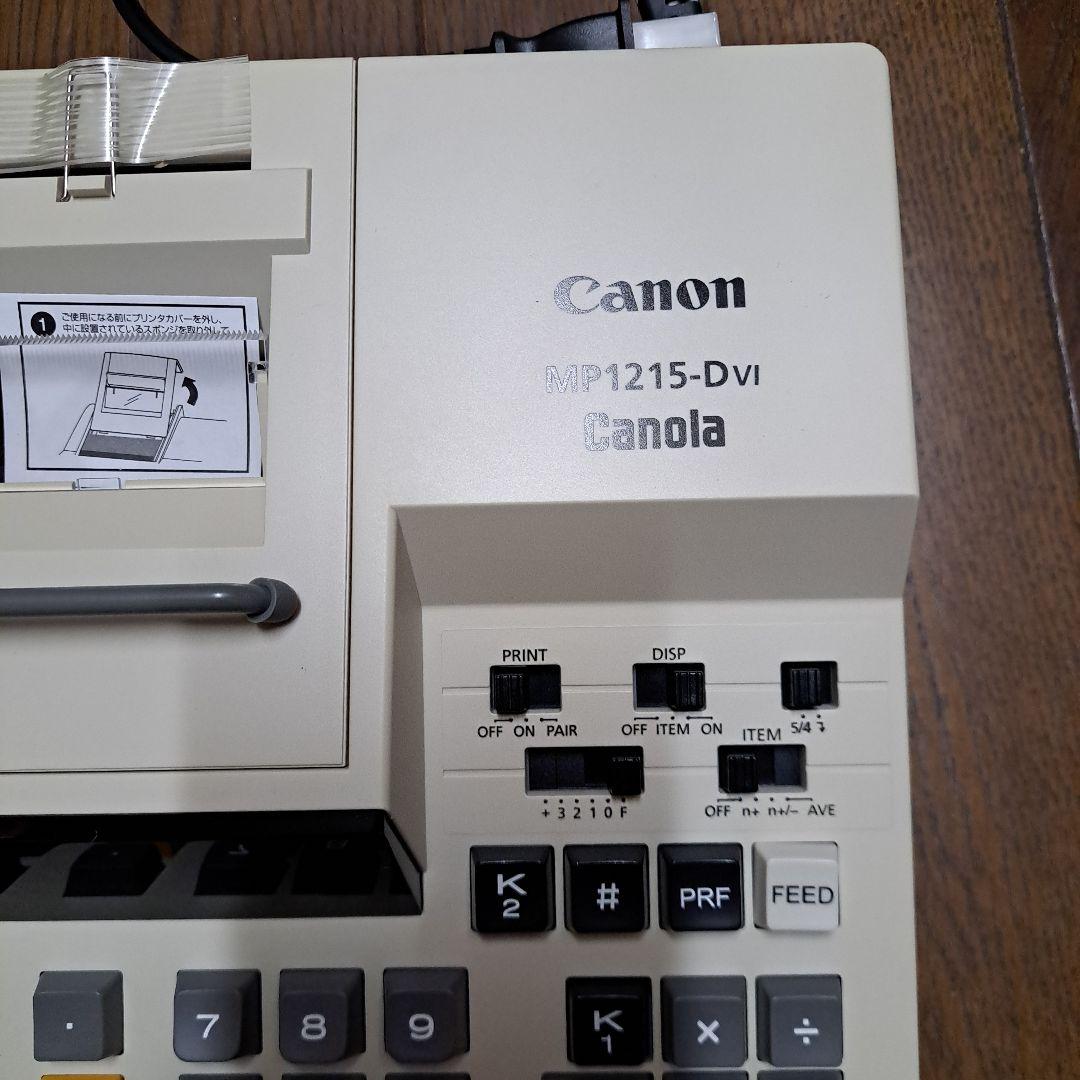 ❶ ご使用になる前にプリンタカバーを外し、
中に設置されているスポンジを取り外して
Canon
MP1215-DVI
Canola
PRINT
OFF ON PAIR
DISP
OFF ITEM ON
5/4 ↴
+ 3 2 1 0 F
ITEM
OFF n+ n+/- AVE
K 2 # PRF FEED
· 7 8 9 K 1 × ÷